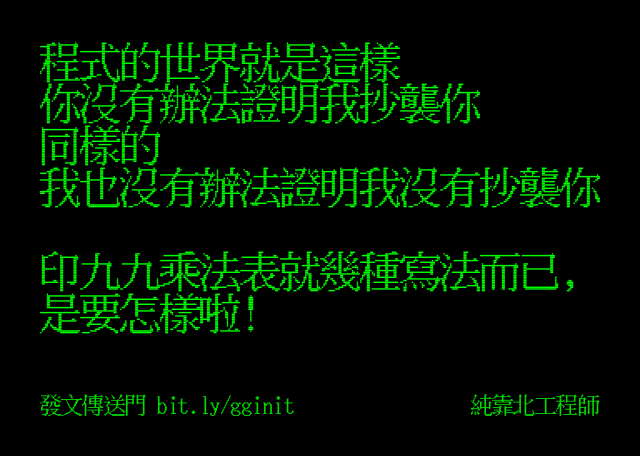 程式的世界就是這樣
你沒有辦法證明我抄襲你
同樣的
我也沒有辦法證明我沒有抄襲你
印九九乘法表就幾種寫法而已,
是要怎樣啦!
發文傳送門 bit.ly/gginit
純靠北工程師